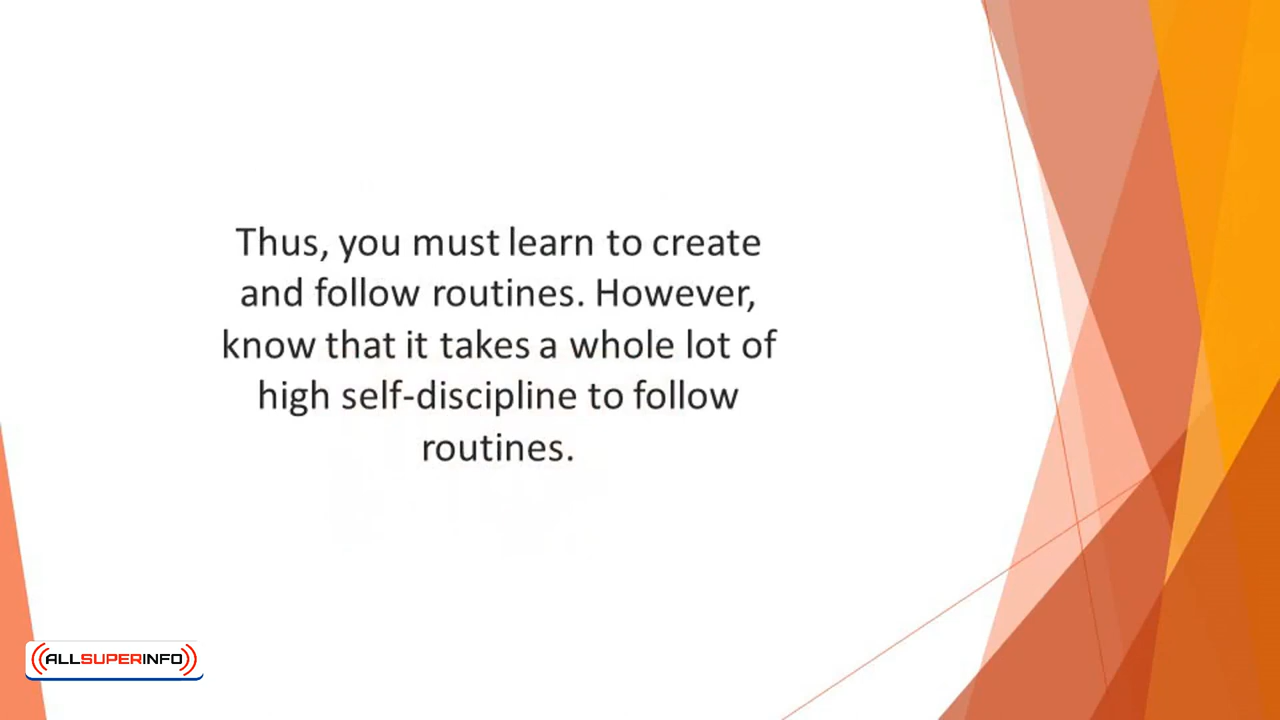 Thus, you must learn to create
and follow routines. However,
know that it takes a whole lot of
high self-discipline to follow
routines.
ALLSUPERINFO